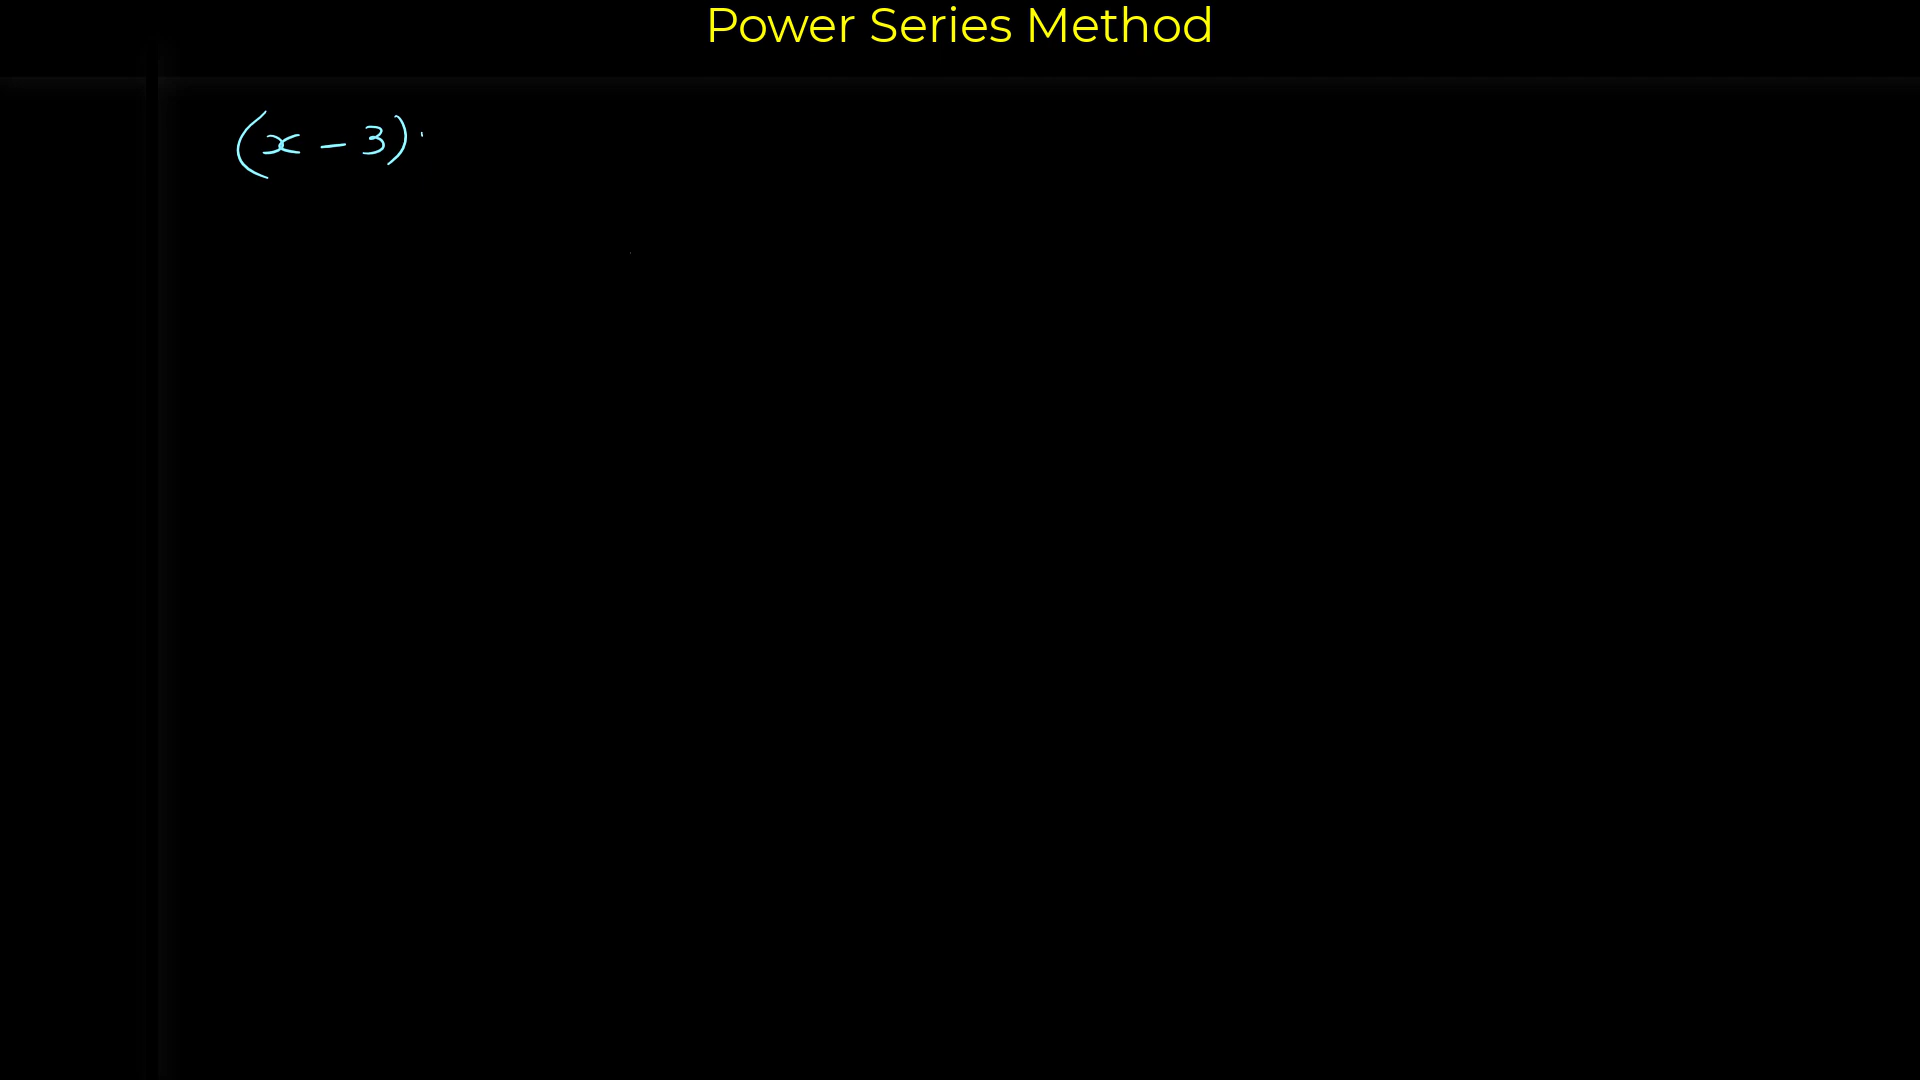 Power Series Method
(x - 3)